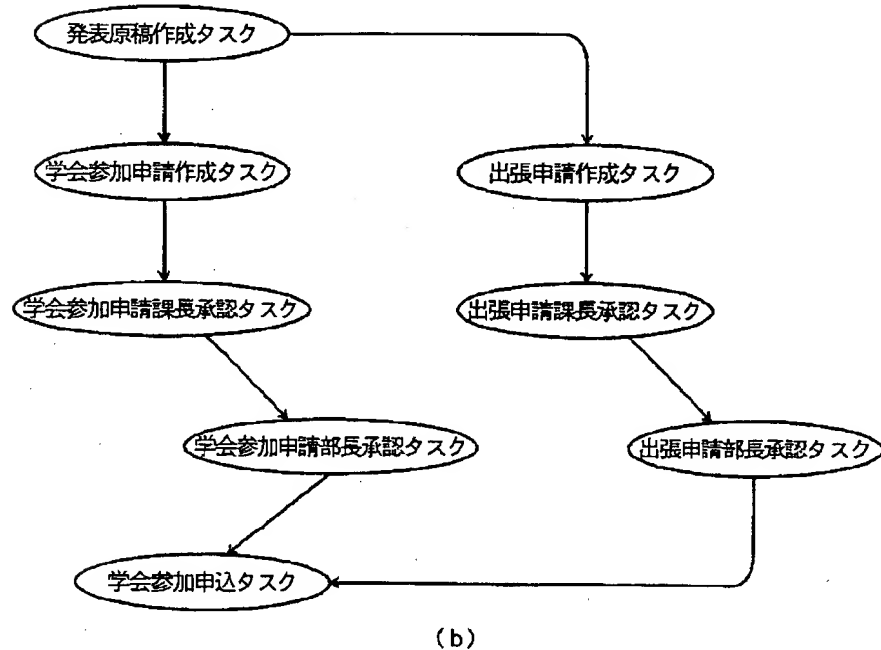 発表原稿作成タスク
学会参加申請作成タスク
出張申請作成タスク
学会参加申請課長承認タスク
出張申請課長承認タスク
学会参加申請部長承認タスク
出張申請部長承認タスク
学会参加申込タスク
(b)